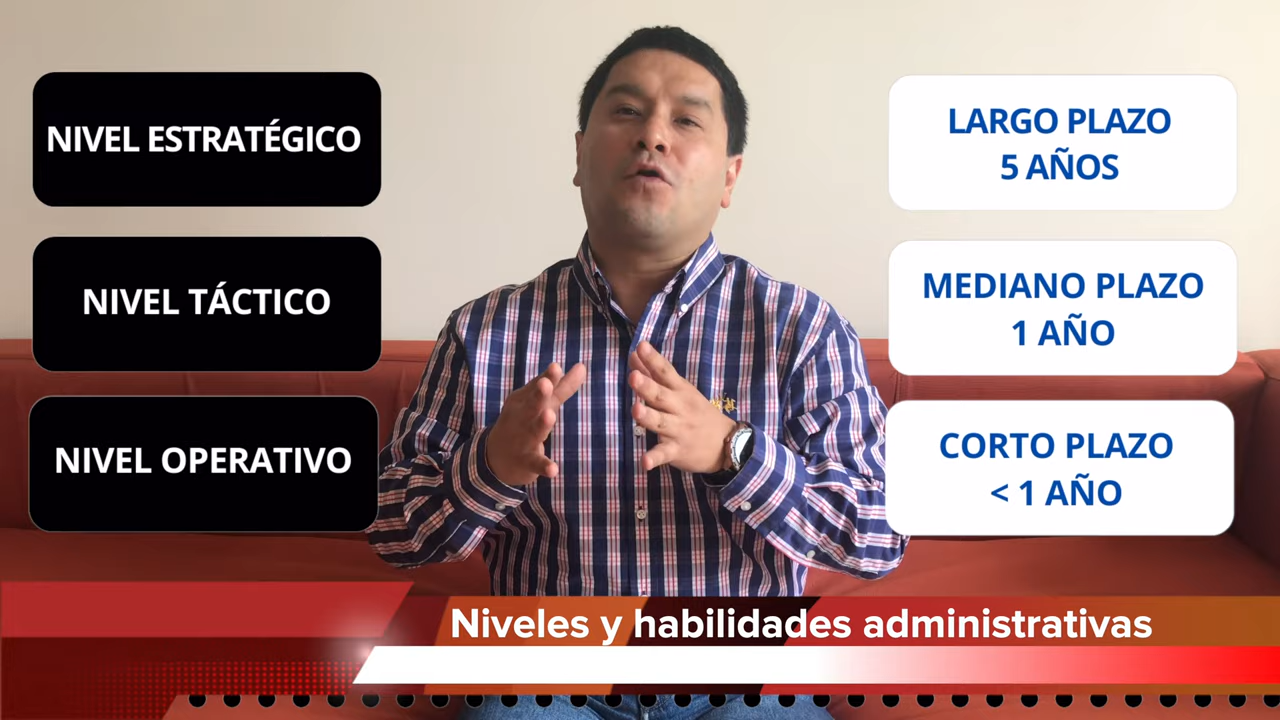 NIVEL ESTRATÉGICO
LARGO PLAZO
5 AÑOS
NIVEL TÁCTICO
MEDIANO PLAZO
1 AÑO
NIVEL OPERATIVO
CORTO PLAZO
< 1 AÑO
Niveles y habilidades administrativas